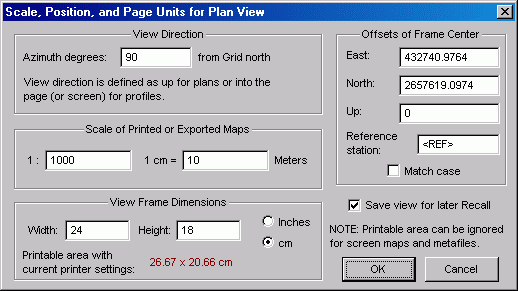 Scale, Position, and Page Units for Plan View
View Direction
Azimuth degrees: 90 from Grid north
View direction is defined as up for plans or into the
page (or screen) for profiles.
Scale of Printed or Exported Maps
1 : 1000 1 cm = 10 Meters
View Frame Dimensions
Width: 24 Height: 18
Inches
cm
Printable area with
current printer settings: 26.67 x 20.66 cm
Offsets of Frame Center
East: 432740.9764
North: 2657619.0974
Up: 0
Reference
station: <REF>
Match case
Save view for later Recall
NOTE: Printable area can be ignored
for screen maps and metafiles.
OK Cancel